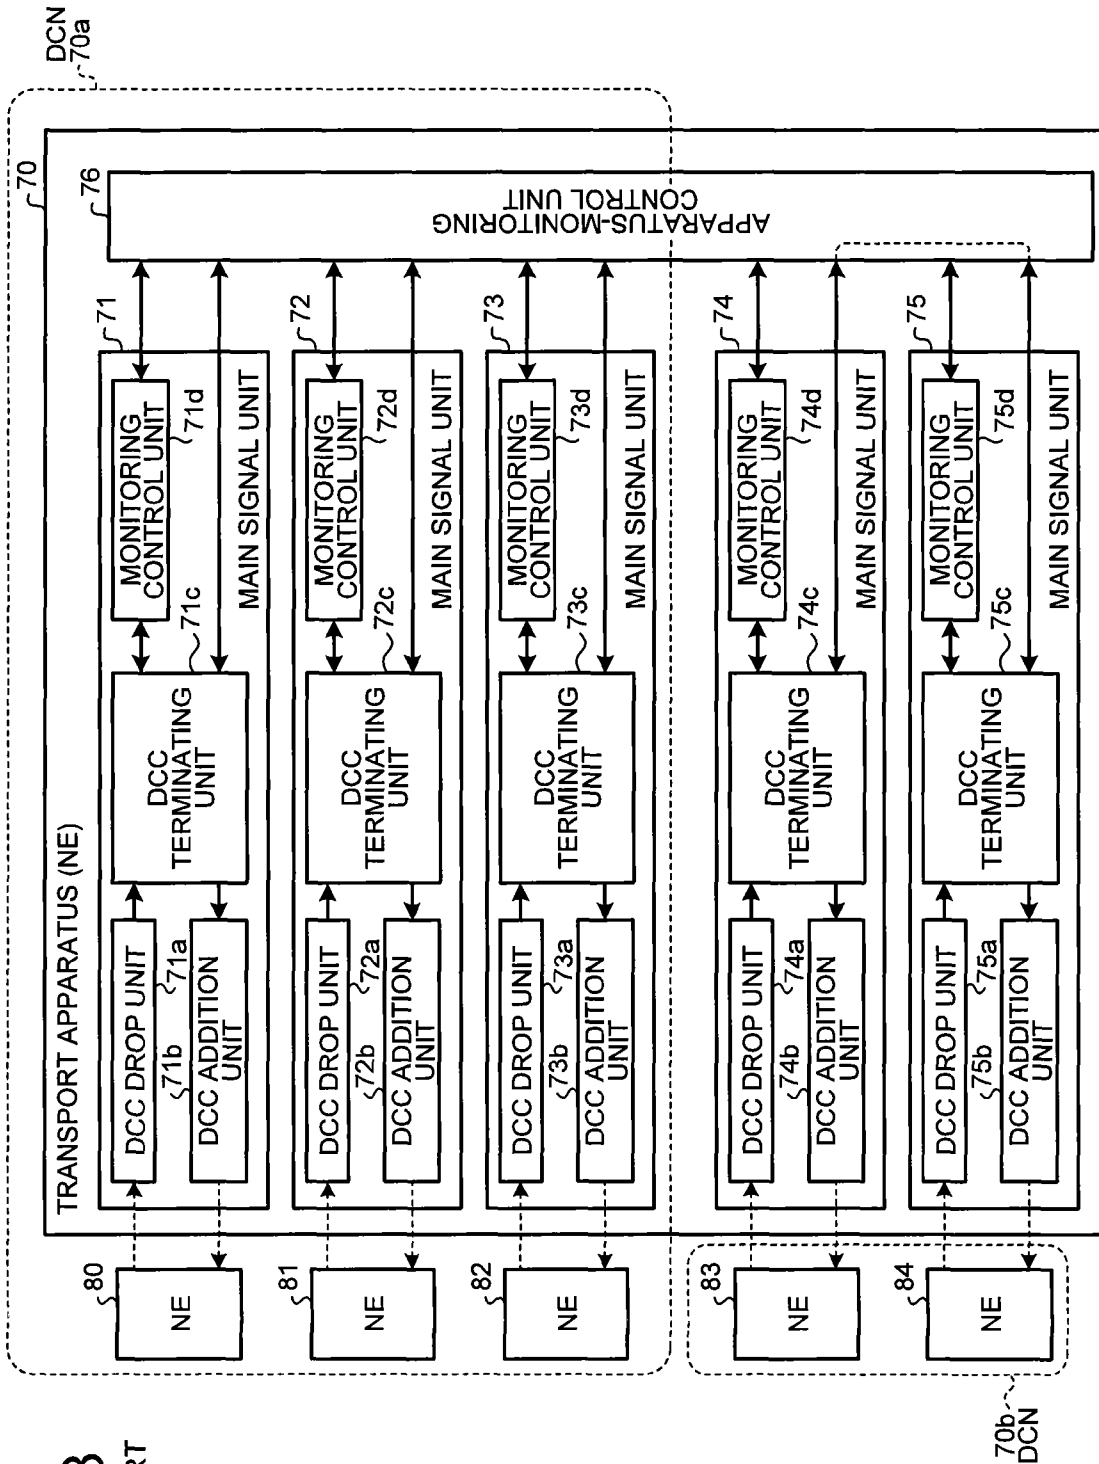 8
RT
DCN
70a
70
TRANSPORT APPARATUS (NE)
76
APPARATUS-MONITORING
CONTROL UNIT
80
NE
71
DCC DROP UNIT
71a
71b
DCC ADDITION
UNIT
DCC
TERMINATING
UNIT
71c
MONITORING
CONTROL UNIT
71d
MAIN SIGNAL UNIT
81
NE
72
DCC DROP UNIT
72a
72b
DCC ADDITION
UNIT
DCC
TERMINATING
UNIT
72c
MONITORING
CONTROL UNIT
72d
MAIN SIGNAL UNIT
82
NE
73
DCC DROP UNIT
73a
73b
DCC ADDITION
UNIT
DCC
TERMINATING
UNIT
73c
MONITORING
CONTROL UNIT
73d
MAIN SIGNAL UNIT
83
NE
74
DCC DROP UNIT
74a
74b
DCC ADDITION
UNIT
DCC
TERMINATING
UNIT
74c
MONITORING
CONTROL UNIT
74d
MAIN SIGNAL UNIT
84
NE
75
DCC DROP UNIT
75a
75b
DCC ADDITION
UNIT
DCC
TERMINATING
UNIT
75c
MONITORING
CONTROL UNIT
75d
MAIN SIGNAL UNIT
70b
DCN